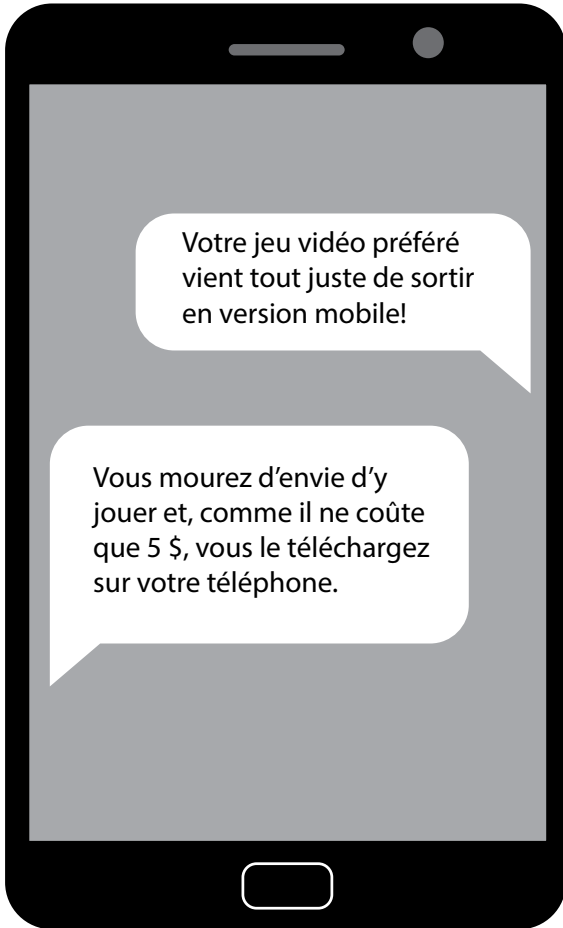 Votre jeu vidéo préféré
vient tout juste de sortir
en version mobile!
Vous mourez d’envie d’y
jouer et, comme il ne coûte
que 5 $, vous le téléchargez
sur votre téléphone.